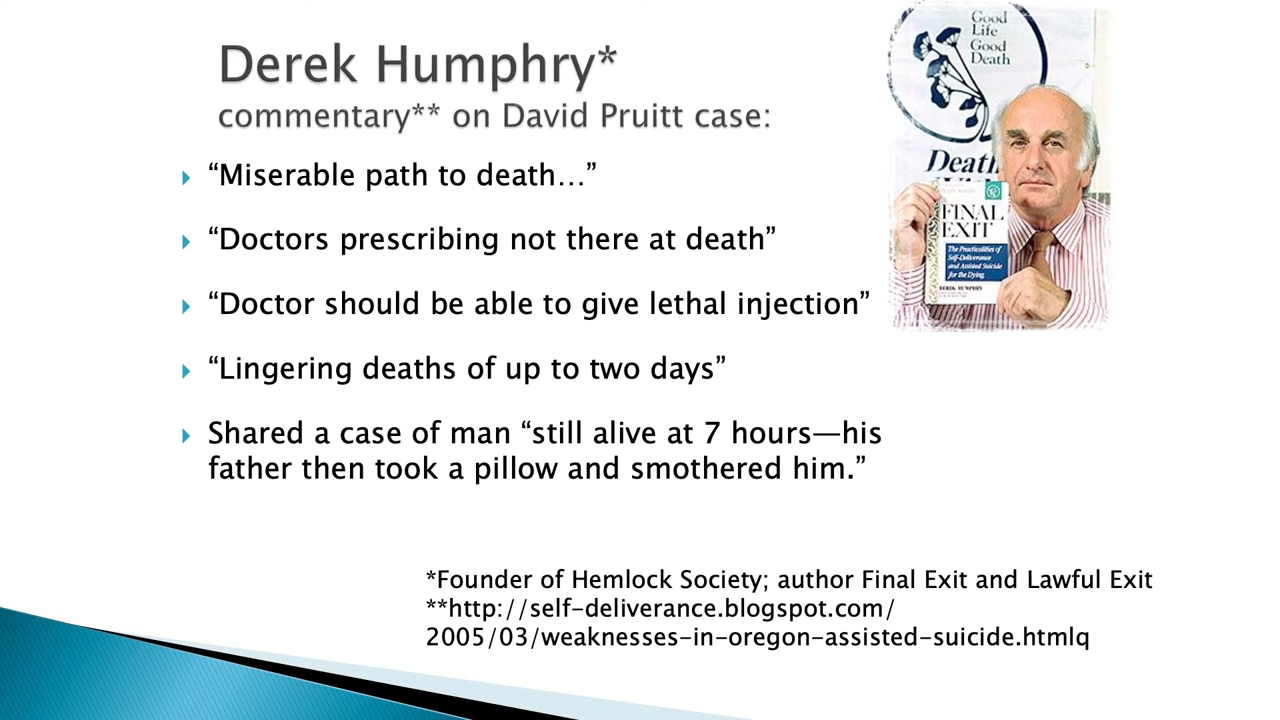 Derek Humphry*
commentary** on David Pruitt case:
“Miserable path to death…”
“Doctors prescribing not there at death”
“Doctor should be able to give lethal injection”
“Lingering deaths of up to two days”
Shared a case of man “still alive at 7 hours—his
father then took a pillow and smothered him.”
*Founder of Hemlock Society; author Final Exit and Lawful Exit
**http://self-deliverance.blogspot.com/
2005/03/weaknesses-in-oregon-assisted-suicide.htmlq
Good
Life
Good
Death
Death
FINAL
EXIT
The Practicalities of
Self-Deliverance
and Assisted Suicide
for the Dying
DEREK HUMPHRY